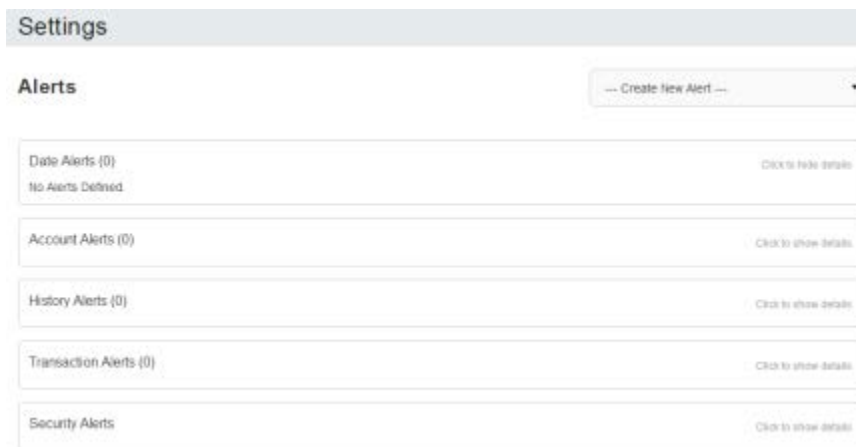 Settings
Alerts
--- Create New Alert ---
Date Alerts (0)
Click to hide details
No Alerts Defined.
Account Alerts (0)
Click to show details
History Alerts (0)
Click to show details
Transaction Alerts (0)
Click to show details
Security Alerts
Click to show details